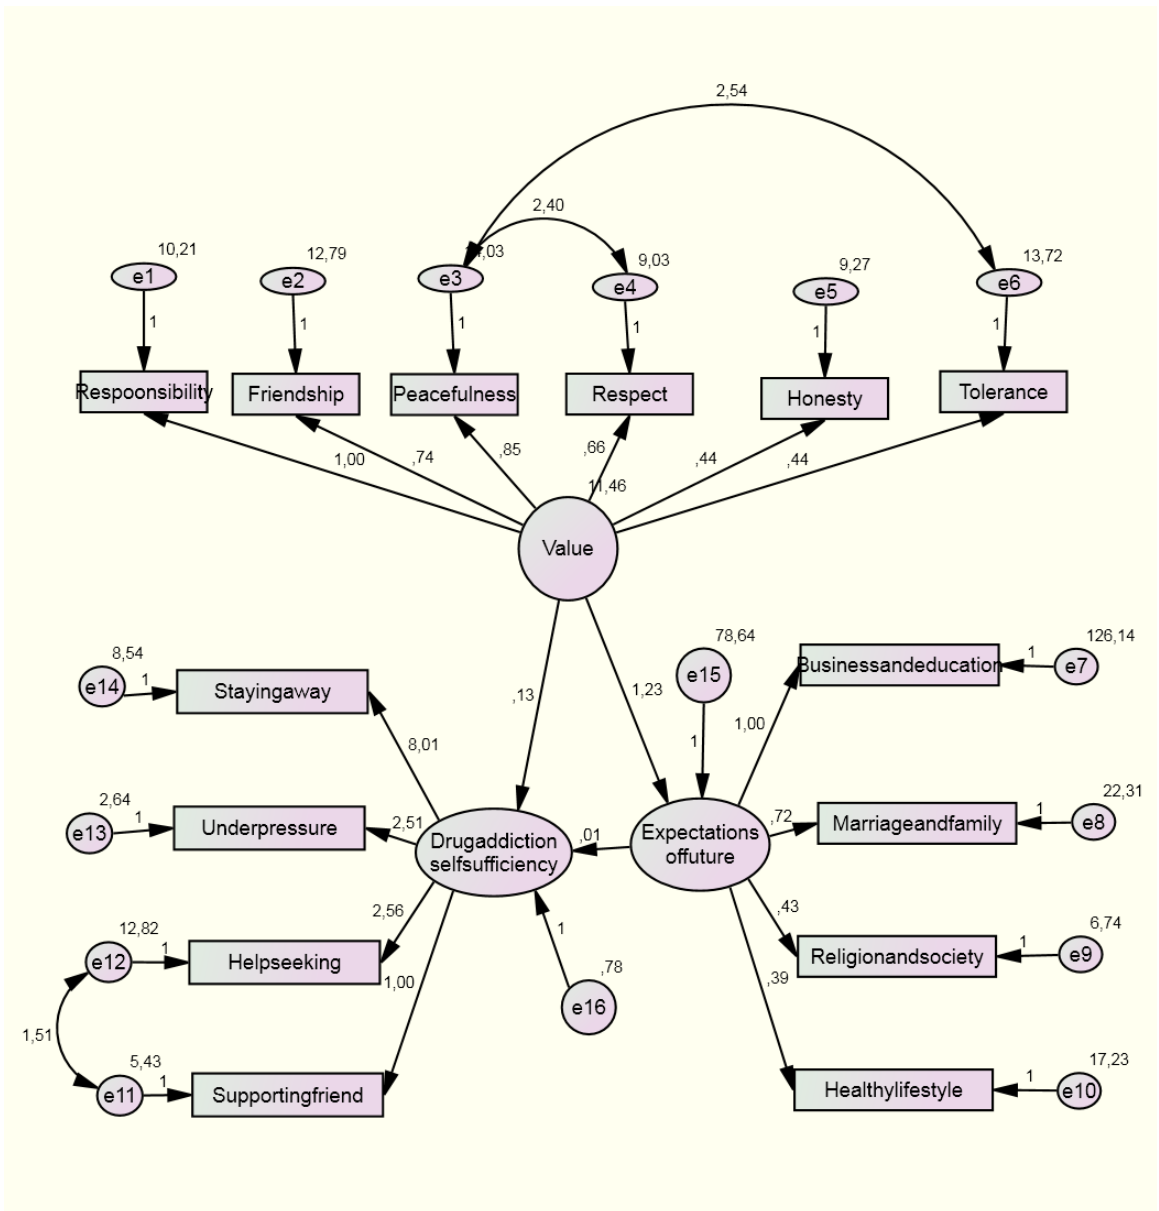 2,54
2,40
10,21
12,79
9,03
9,27
13,72
e1
e2
e3
e4
e5
e6
1
1
1
1
1
1
Respoonsibility
Friendship
Peacefulness
Respect
Honesty
Tolerance
1,00
,74
,85
,66
,44
,44
11,46
Value
,13
1,23
8,54
e14
1
Stayingaway
8,01
78,64
e15
1
Businessandeducation
1
126,14
e7
1,00
2,64
e13
1
Underpressure
2,51
Drugaddiction
selfsufficiency
,01
Expectations
offuture
,72
Marriageandfamily
1
22,31
e8
12,82
e12
1
Helpseeking
2,56
1
,78
e16
,43
Religionandsociety
1
6,74
e9
1,51
5,43
e11
1
Supportingfriend
1,00
,39
Healthylifestyle
1
17,23
e10